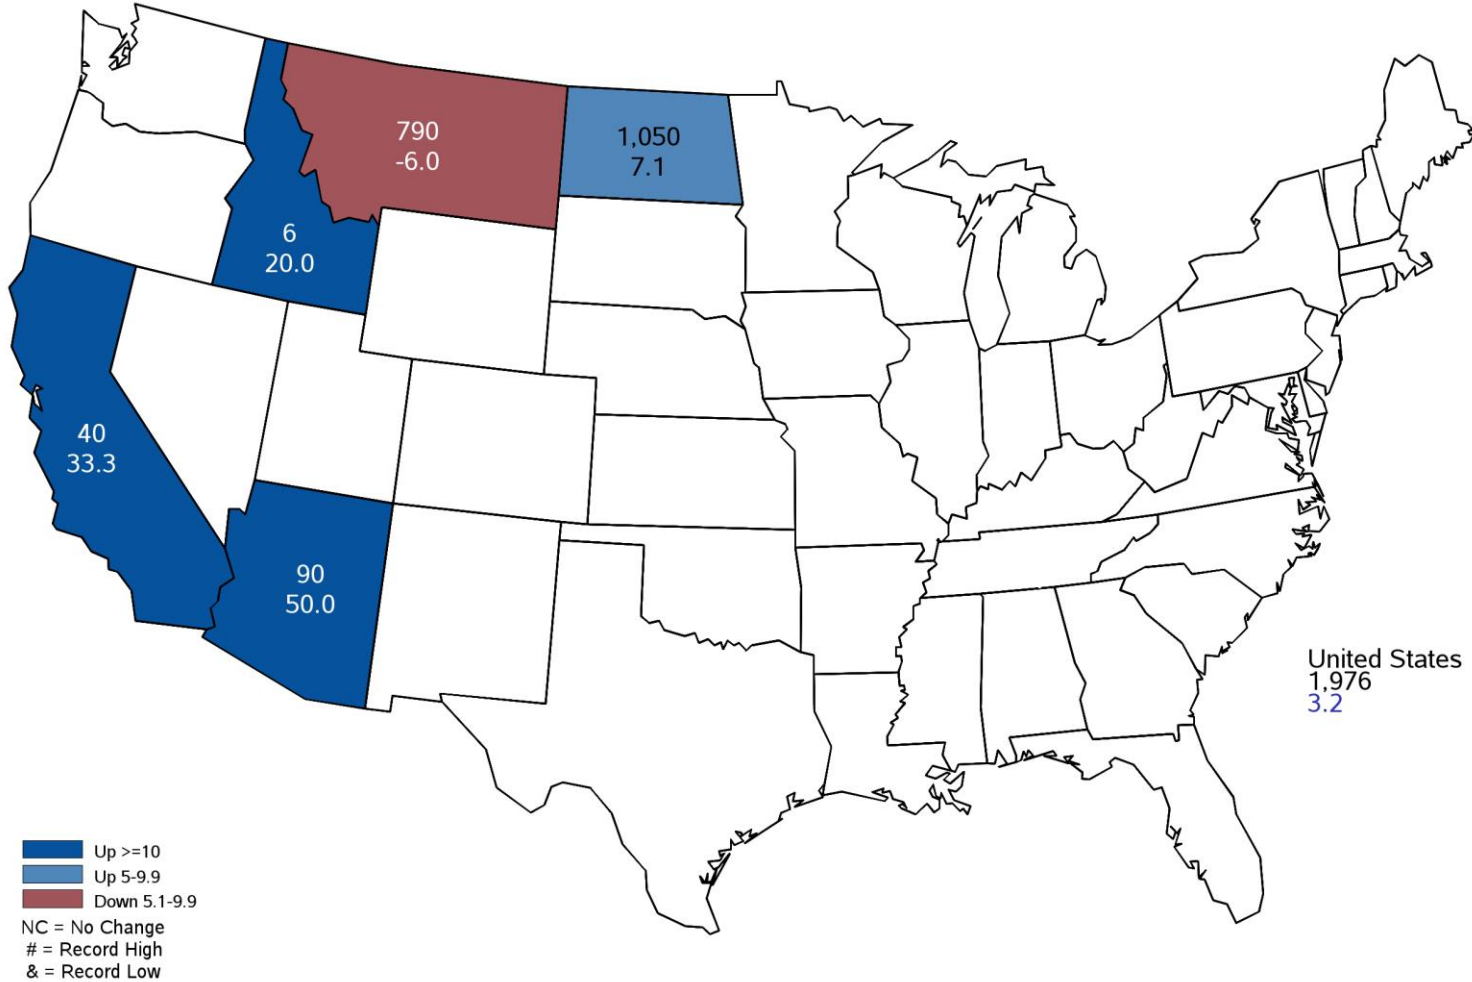 790
-6.0
1,050
7.1
6
20.0
40
33.3
90
50.0
United States
1,976
3.2
Up >=10
Up 5-9.9
Down 5.1-9.9
NC = No Change
# = Record High
& = Record Low